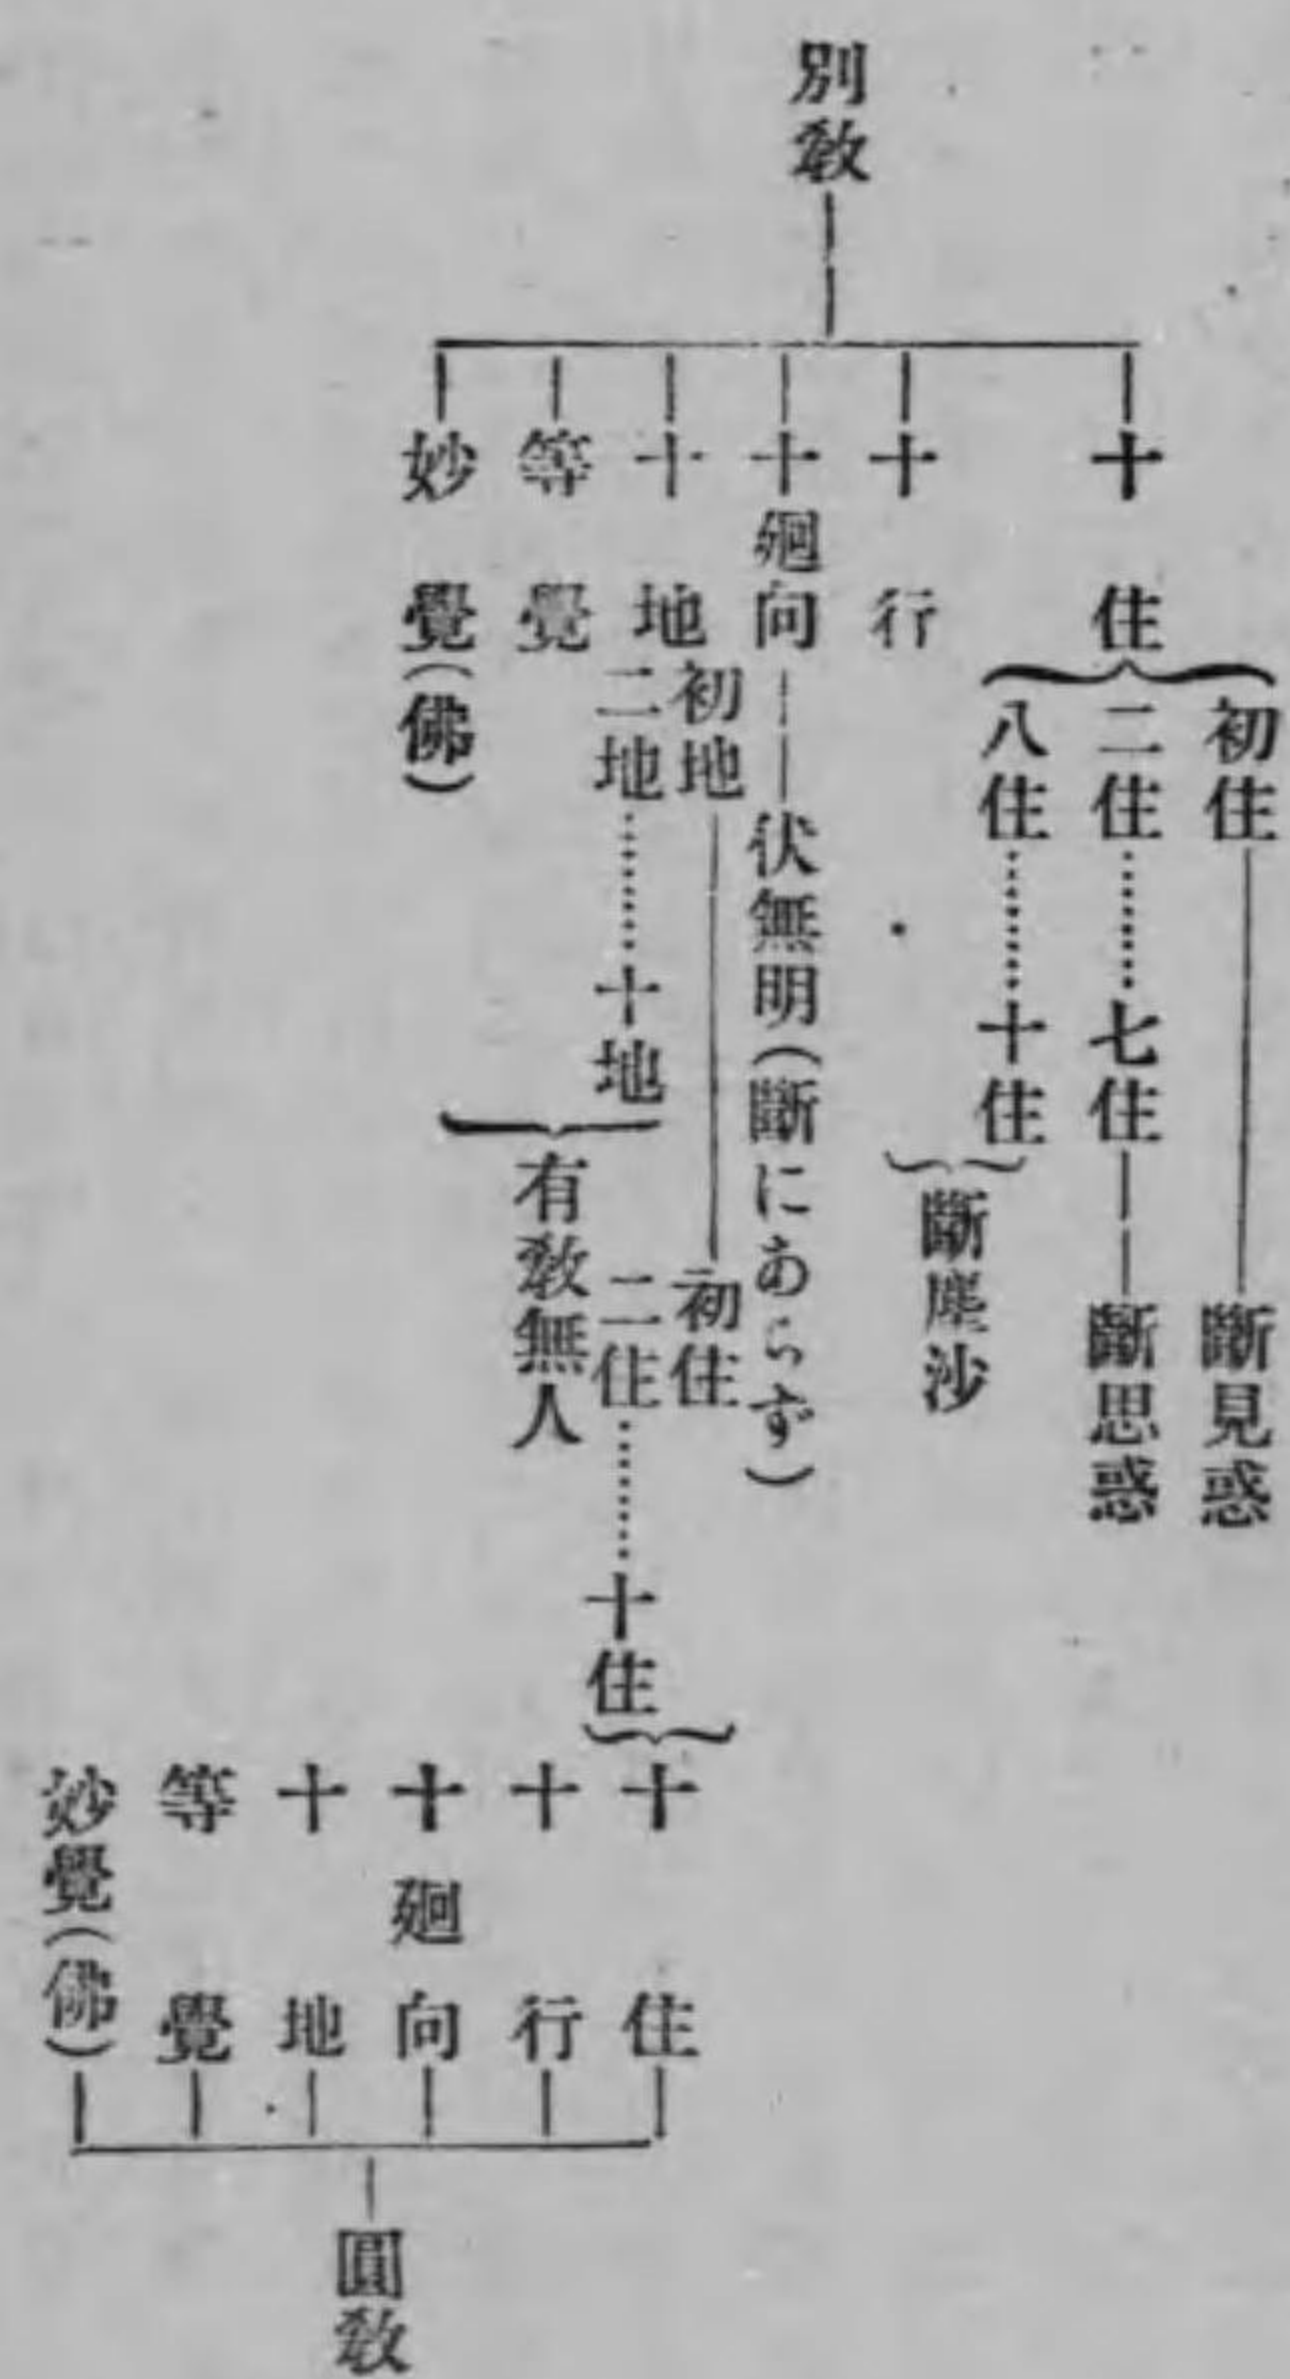 別教
十住
初住
斷見惑
二住………七住
斷思惑
八住………十住
斷塵沙
十行
十廻向
伏無明(斷にあらず)
十地
初地
初住
二地………十地
二住………十住
等覺
有教無人
妙覺(佛)
十住
十行
十廻向
十地
等覺
妙覺(佛)
圓教